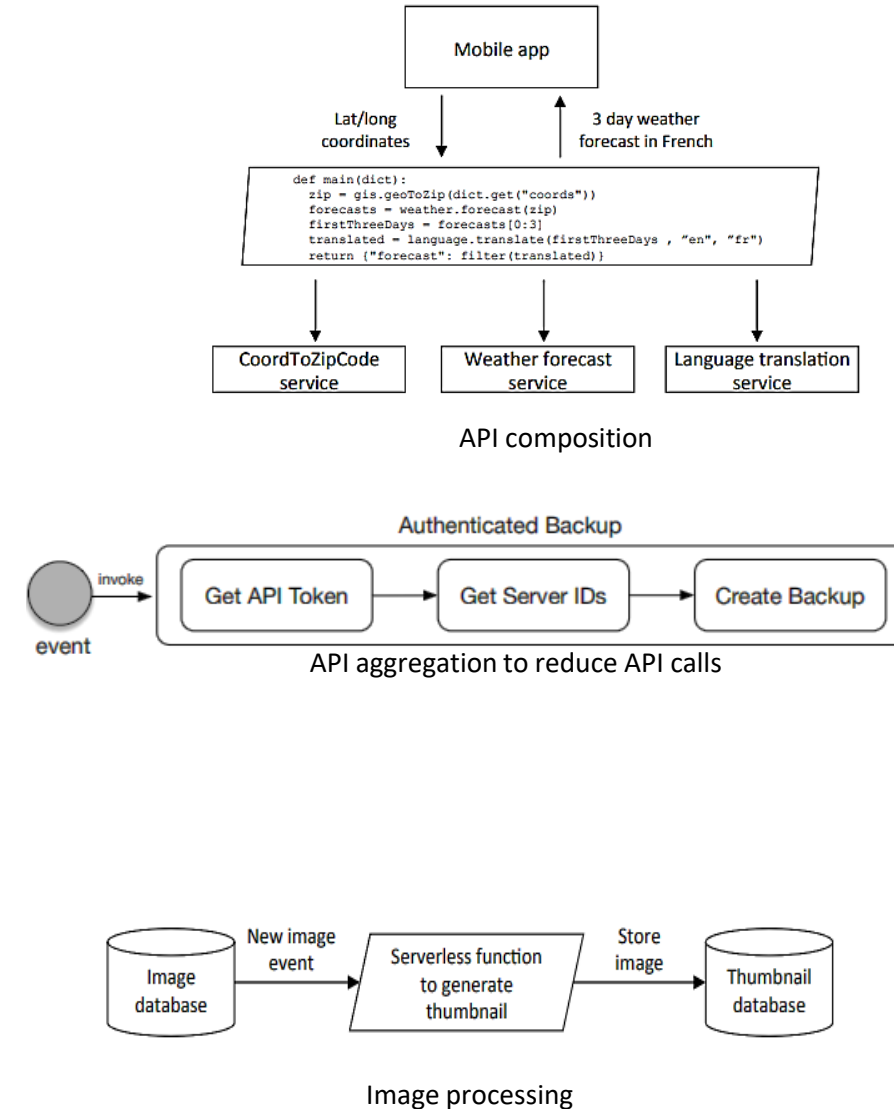 Mobile app
Lat/long
coordinates
3 day weather
forecast in French
def main(dict):
zip = gis.geoToZip(dict.get("coords"))
forecasts = weather.forecast(zip)
firstThreeDays = forecasts[0:3]
translated = language.translate(firstThreeDays , "en", "fr")
return {"forecast": filter(translated)}
CoordToZipCode
service
Weather forecast
service
Language translation
service
API composition
Authenticated Backup
invoke
event
Get API Token
Get Server IDs
Create Backup
API aggregation to reduce API calls
Image
database
New image
event
Serverless function
to generate
thumbnail
Store
image
Thumbnail
database
Image processing